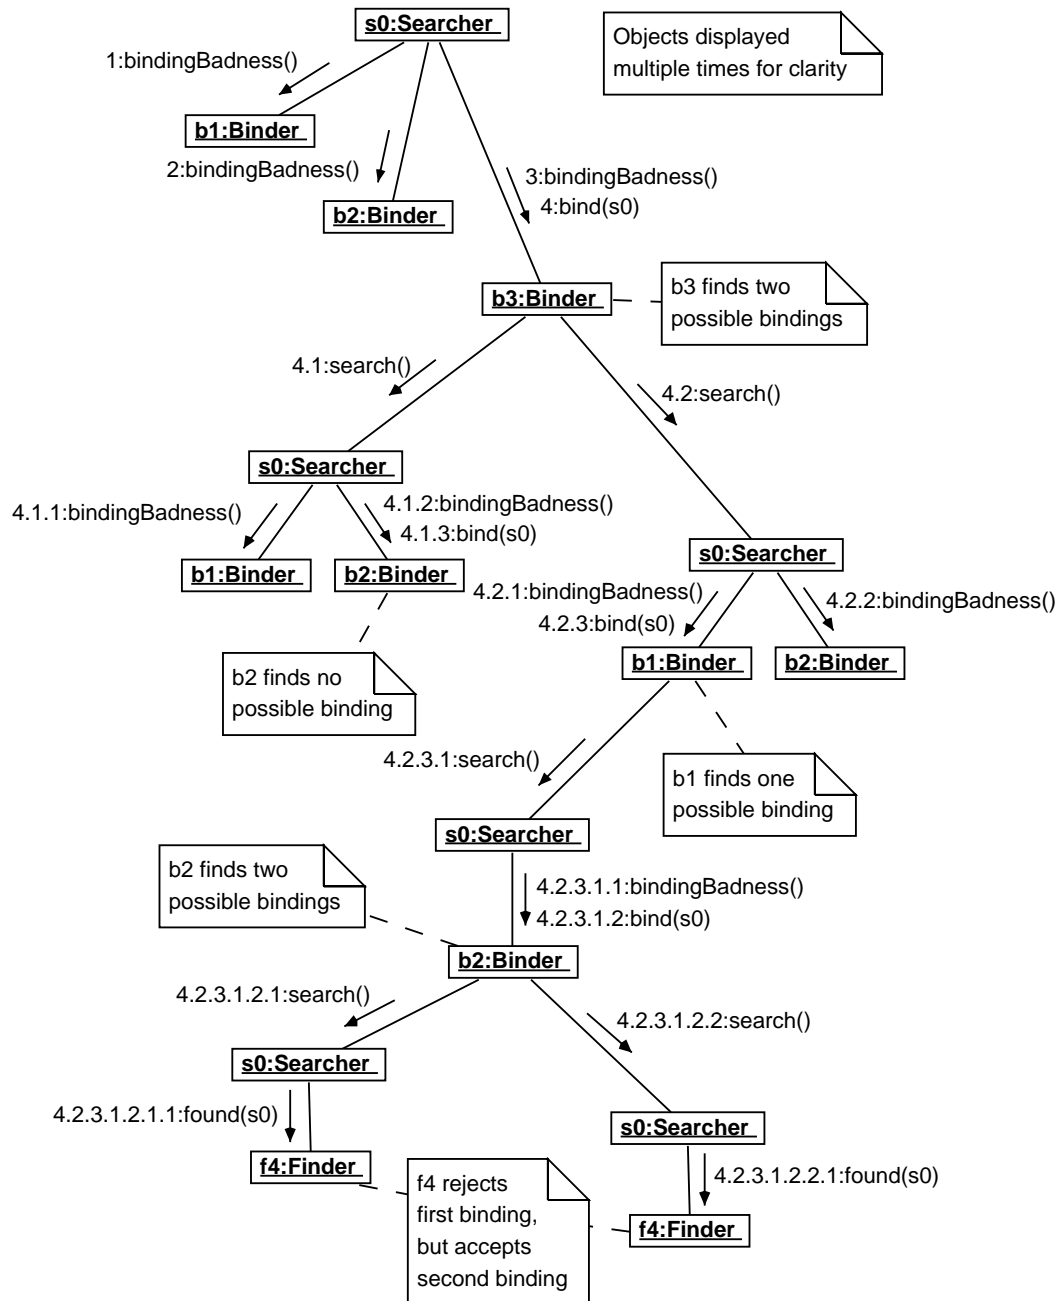 s0:Searcher
Objects displayed
multiple times for clarity
1:bindingBadness()
b1:Binder
2:bindingBadness()
b2:Binder
3:bindingBadness()
4:bind(s0)
b3:Binder
b3 finds two
possible bindings
4.1:search()
4.2:search()
s0:Searcher
4.1.1:bindingBadness()
4.1.2:bindingBadness()
4.1.3:bind(s0)
b1:Binder
b2:Binder
s0:Searcher
4.2.1:bindingBadness()
4.2.3:bind(s0)
4.2.2:bindingBadness()
b1:Binder
b2:Binder
b2 finds no
possible binding
4.2.3.1:search()
b1 finds one
possible binding
s0:Searcher
b2 finds two
possible bindings
4.2.3.1.1:bindingBadness()
4.2.3.1.2:bind(s0)
b2:Binder
4.2.3.1.2.1:search()
4.2.3.1.2.2:search()
s0:Searcher
4.2.3.1.2.1.1:found(s0)
s0:Searcher
f4:Finder
4.2.3.1.2.2.1:found(s0)
f4 rejects
first binding,
but accepts
second binding
f4:Finder